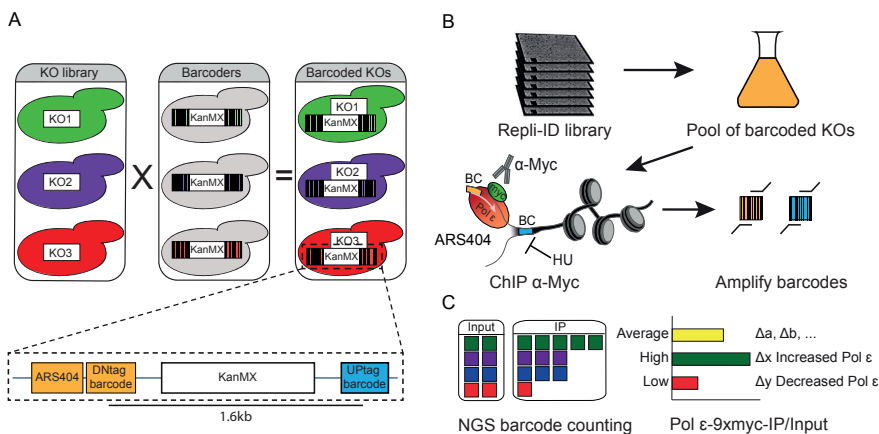 A
KO library
Barcoders
Barcoded KOs
KO1
KanMX
KO1
KanMX
X
=
KO2
KanMX
KO2
KanMX
KO3
KanMX
KO3
KanMX
ARS404
DNtag
barcode
KanMX
UPtag
barcode
1.6kb
B
Repli-ID library
Pool of barcoded KOs
α-Myc
BC
myc
Pol ε
BC
ARS404
HU
ChIP α-Myc
Amplify barcodes
C
Input
IP
NGS barcode counting
Average
Δa, Δb, ...
High
Δx Increased Pol ε
Low
Δy Decreased Pol ε
Pol ε-9xmyc-IP/Input